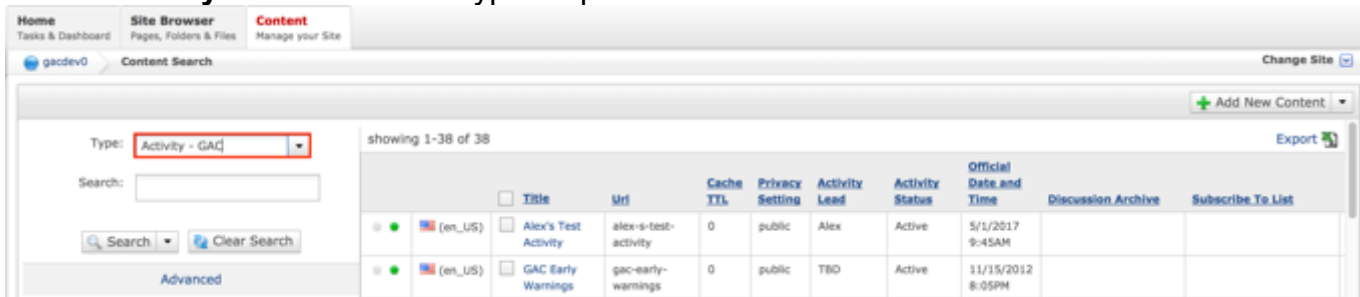 Home Site Browser Content
Tasks & Dashboard Pages, Folders & Files Manage your Site
gacdev0 Content Search Change Site
Add New Content
Type: Activity - GAC showing 1-38 of 38 Export
Search:
Title Url Cache TTL Privacy Setting Activity Lead Activity Status Official Date and Time Discussion Archive Subscribe To List
(en_US) Alex's Test Activity alex-s-test-activity 0 public Alex Active 5/1/2017 9:45AM
Search Clear Search
Advanced
(en_US) GAC Early Warnings gac-early-warnings 0 public TBD Active 11/15/2012 8:05PM